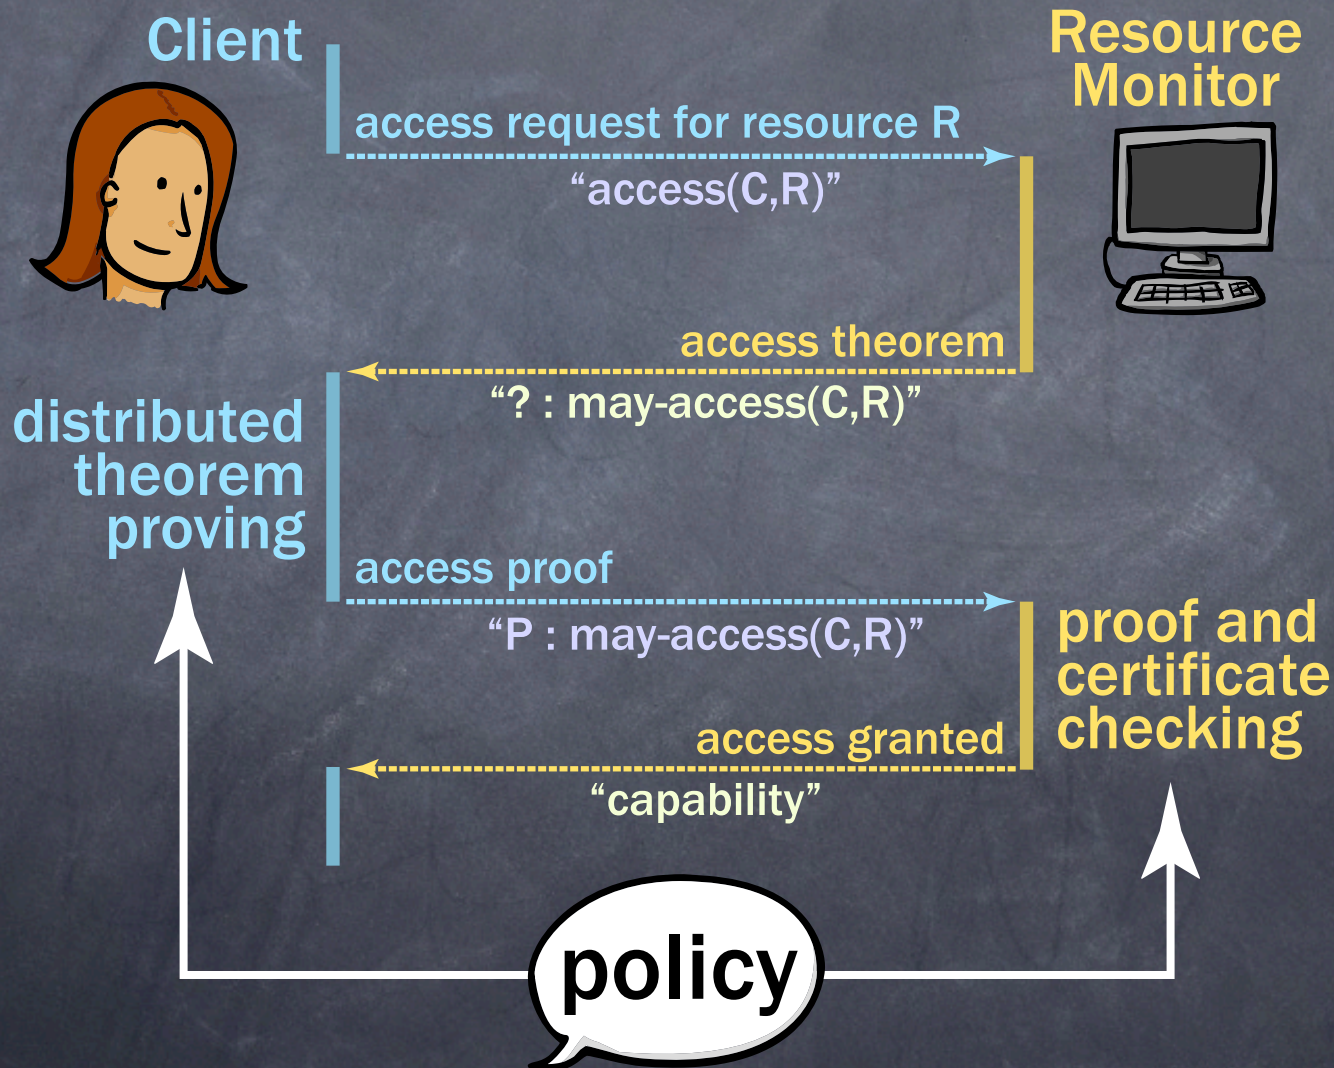 Client
Resource
Monitor
access request for resource R
“access(C,R)”
access theorem
“? : may-access(C,R)”
distributed
theorem
proving
access proof
“P : may-access(C,R)”
proof and
certificate
checking
access granted
“capability”
policy